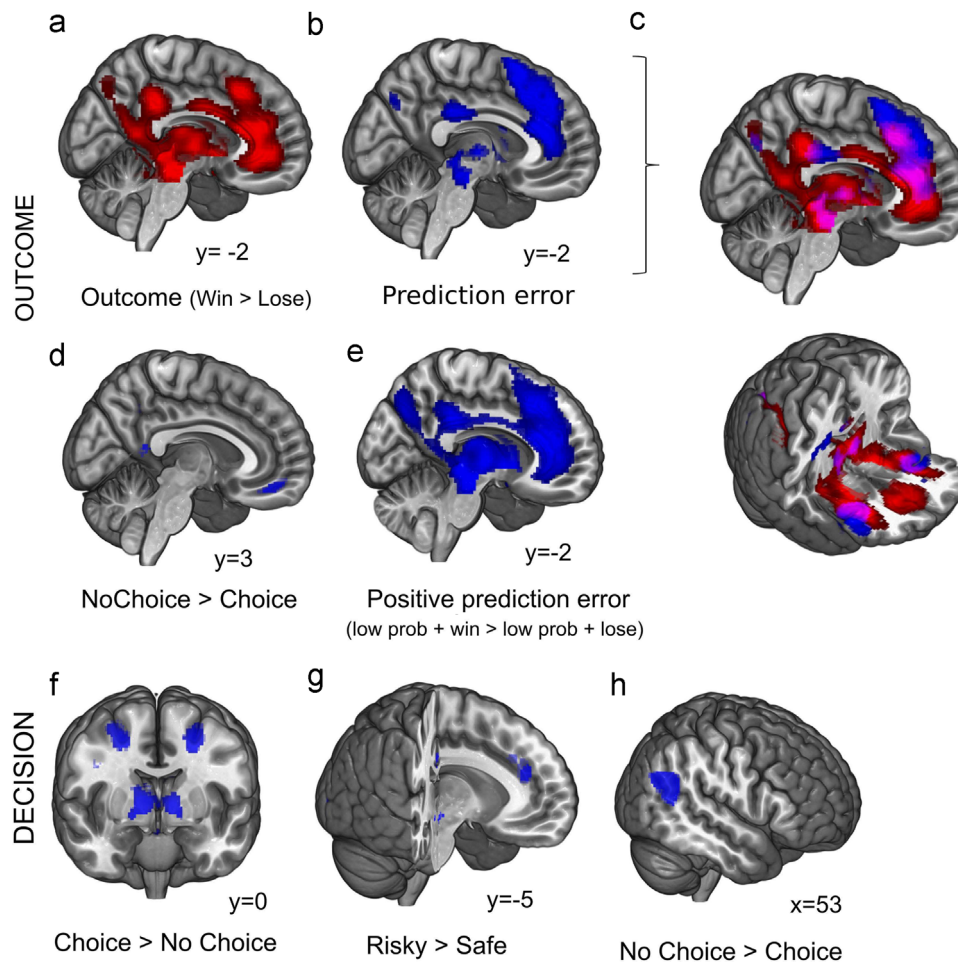 a
b
c
OUTCOME
y= -2
y=-2
Outcome (Win > Lose)
Prediction error
d
e
y=3
y=-2
NoChoice > Choice
Positive prediction error
(low prob + win > low prob + lose)
f
g
h
DECISION
y=0
y=-5
x=53
Choice > No Choice
Risky > Safe
No Choice > Choice